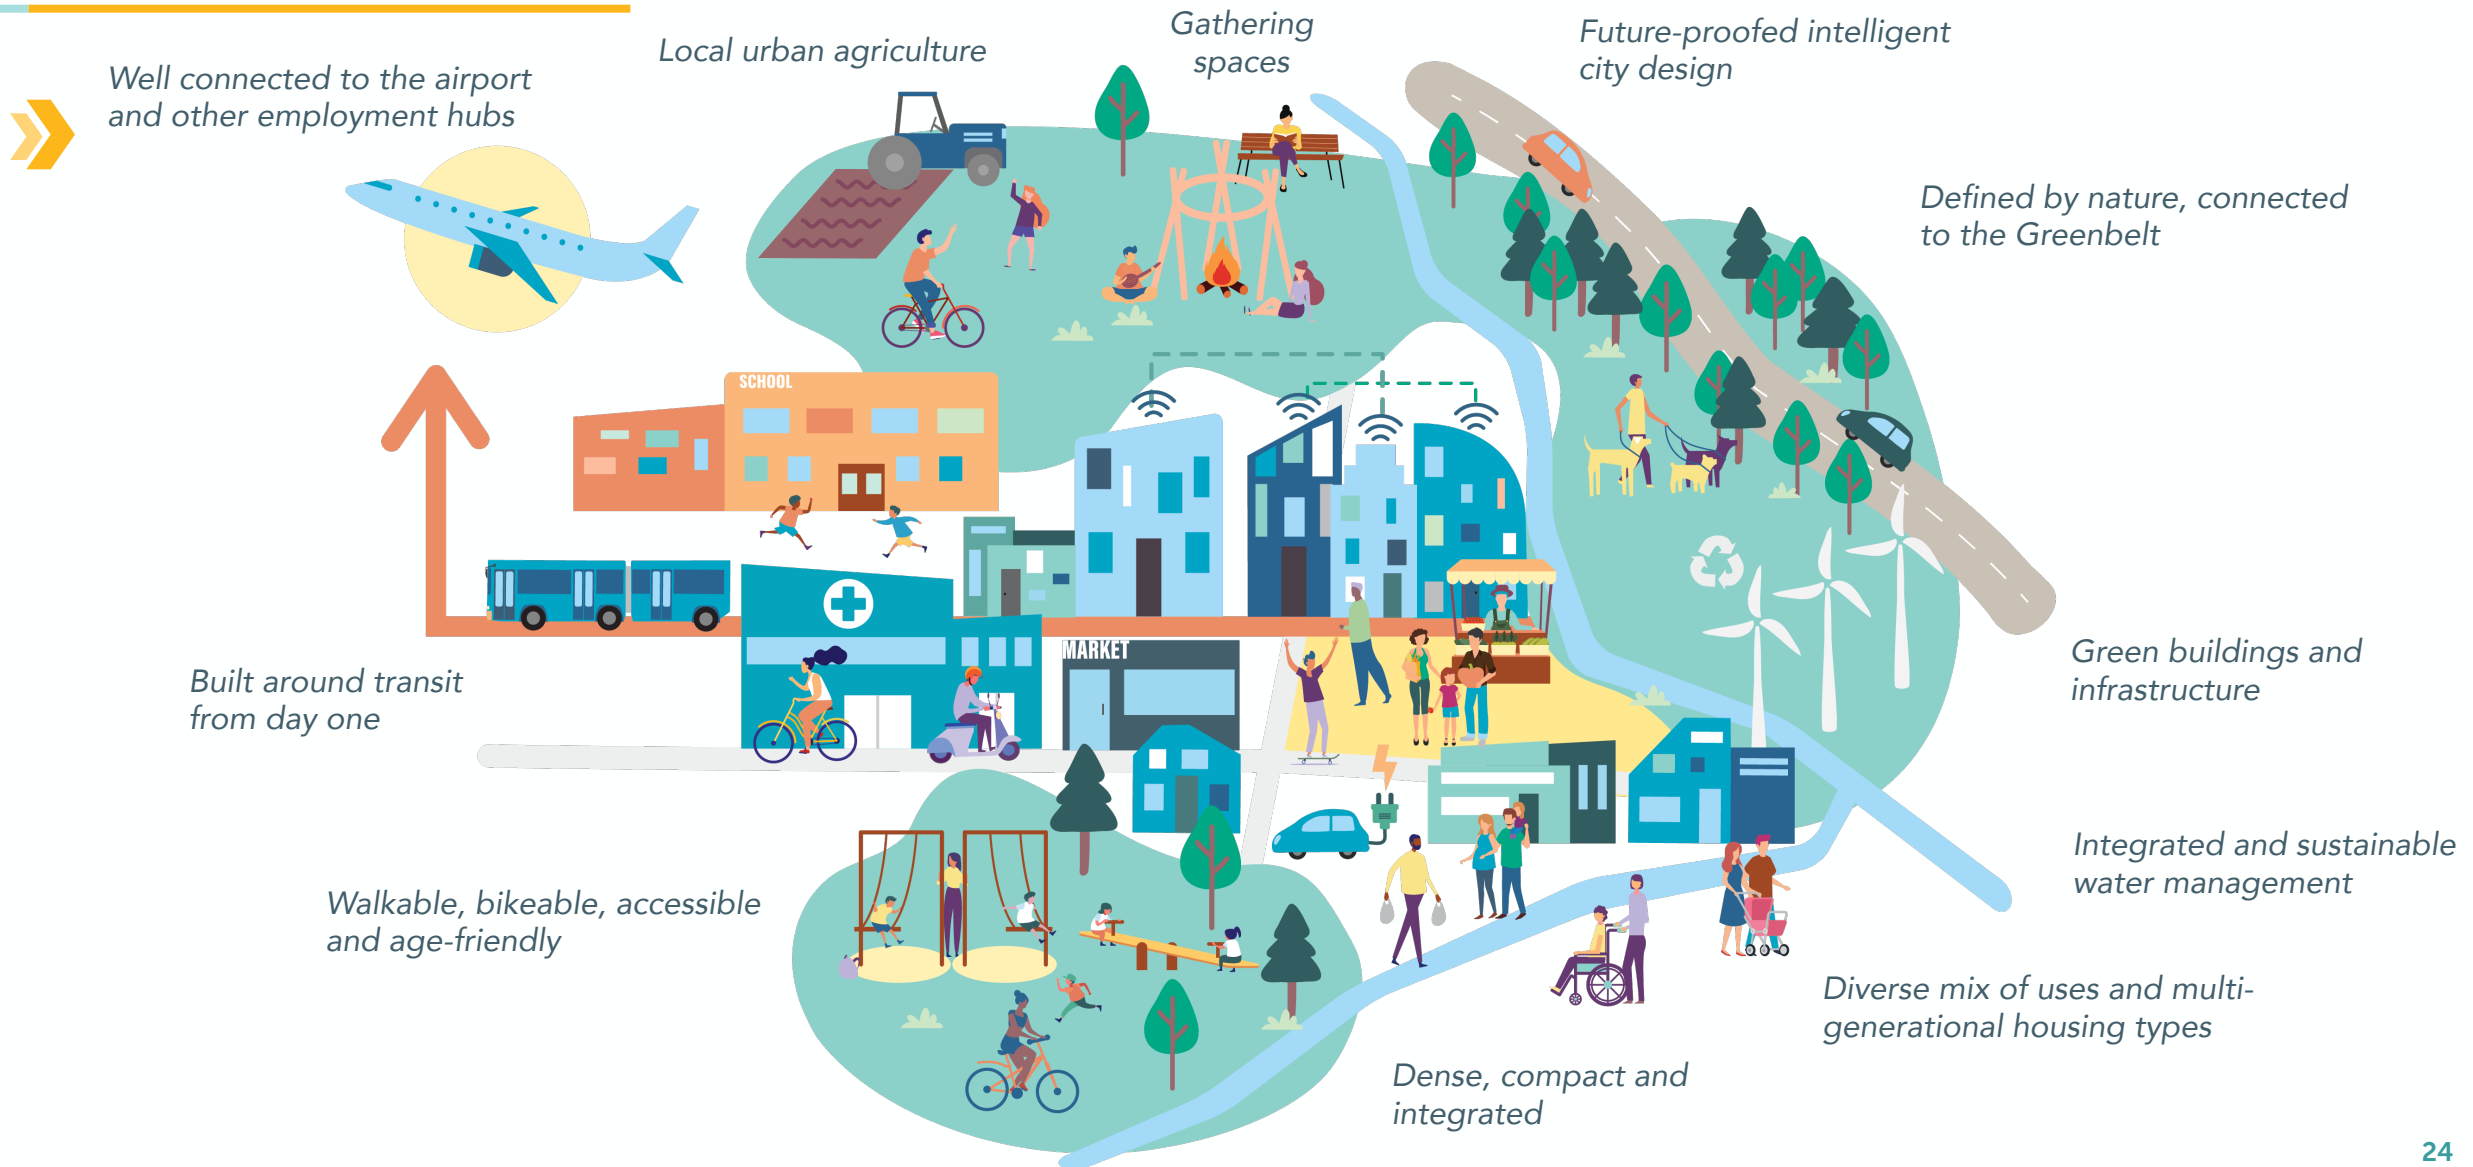 Well connected to the airport
and other employment hubs
Local urban agriculture
Gathering
spaces
Future-proofed intelligent
city design
Defined by nature, connected
to the Greenbelt
SCHOOL
MARKET
Built around transit
from day one
Green buildings and
infrastructure
Walkable, bikeable, accessible
and age-friendly
Integrated and sustainable
water management
Diverse mix of uses and multi-
generational housing types
Dense, compact and
integrated
24